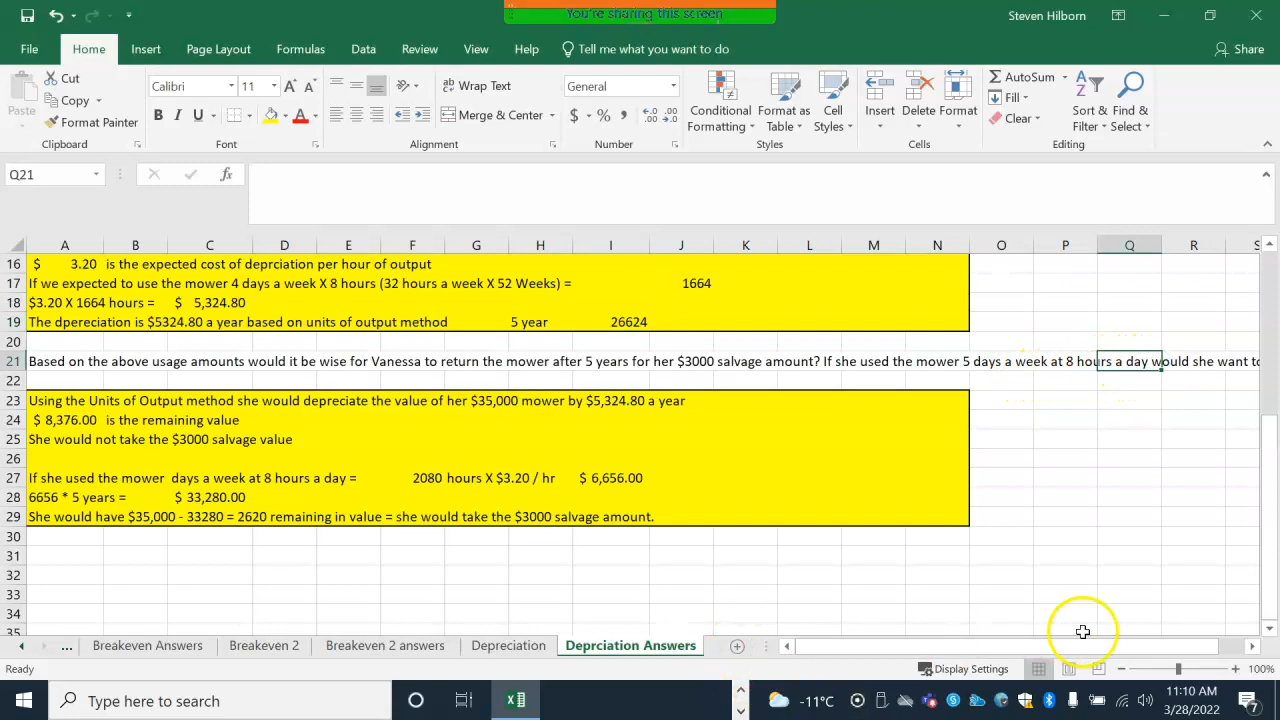 You're sharing this screen
Steven Hilborn
File Home Insert Page Layout Formulas Data Review View Help Tell me what you want to do Share
Paste Cut Copy Format Painter
Calibri 11 A A
B I U A
ab Wrap Text
Merge & Center
General
$ % , .0 .00 .00 .0
Conditional Formatting Format as Table Cell Styles
Insert Delete Format
AutoSum Fill Clear
Sort & Filter Find & Select
Clipboard Font Alignment Number Styles Cells Editing
Q21 fx
A B C D E F G H I J K L M N O P Q R S
16 $ 3.20 is the expected cost of deprciation per hour of output
17 If we expected to use the mower 4 days a week X 8 hours (32 hours a week X 52 Weeks) = 1664
18 $3.20 X 1664 hours = $ 5,324.80
19 The dpereciation is $5324.80 a year based on units of output method 5 year 26624
20
21 Based on the above usage amounts would it be wise for Vanessa to return the mower after 5 years for her $3000 salvage amount? If she used the mower 5 days a week at 8 hours a day would she want to
22
23 Using the Units of Output method she would depreciate the value of her $35,000 mower by $5,324.80 a year
24 $ 8,376.00 is the remaining value
25 She would not take the $3000 salvage value
26
27 If she used the mower days a week at 8 hours a day = 2080 hours X $3.20 / hr $ 6,656.00
28 6656 * 5 years = $ 33,280.00
29 She would have $35,000 - 33280 = 2620 remaining in value = she would take the $3000 salvage amount.
30
31
32
33
34
35
... Breakeven Answers Breakeven 2 Breakeven 2 answers Depreciation Deprciation Answers
Ready Display Settings 100%
Type here to search -11°C 11:10 AM
3/28/2022 7